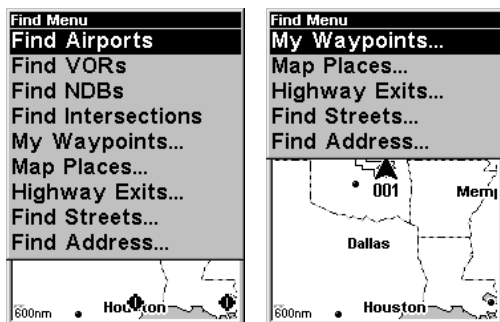 Find Menu
Find Airports
Find VORs
Find NDBs
Find Intersections
My Waypoints...
Map Places...
Highway Exits...
Find Streets...
Find Address...
600nm
Find Menu
My Waypoints...
Map Places...
Highway Exits...
Find Streets...
Find Address...
001
Dallas
600nm
Houston